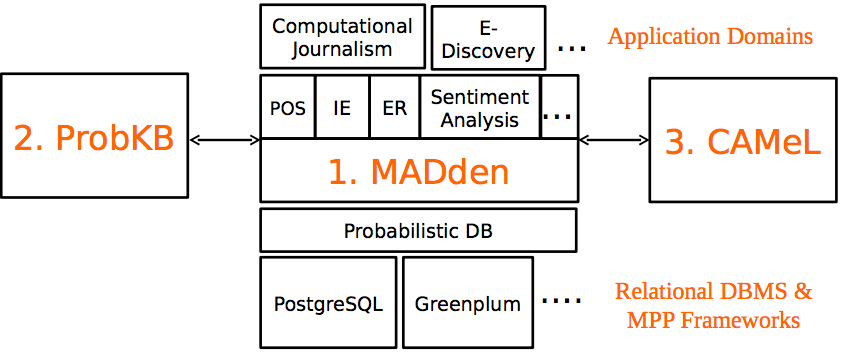 Computational
Journalism
E-
Discovery
...
Application Domains
2. ProbKB
POS
IE
ER
Sentiment
Analysis
...
1. MADden
3. CAMeL
Probabilistic DB
PostgreSQL
Greenplum
....
Relational DBMS &
MPP Frameworks